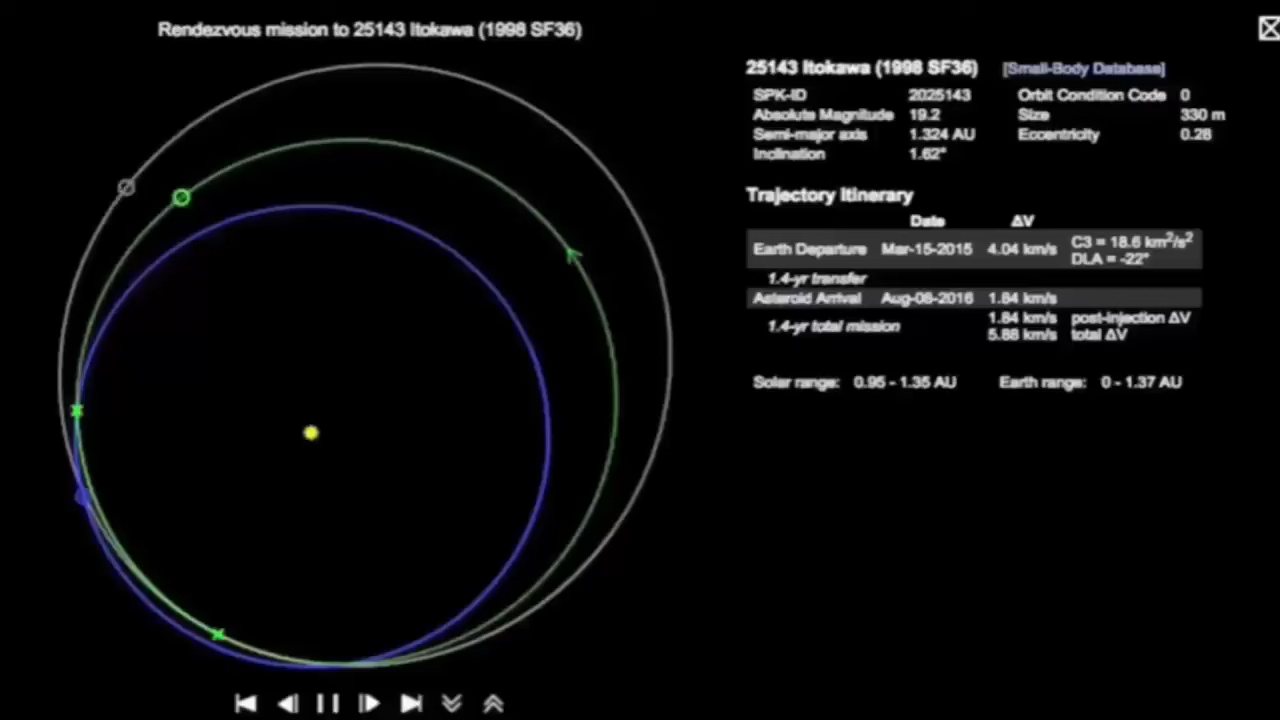 Rendezvous mission to 25143 Itokawa (1998 SF36)
25143 Itokawa (1998 SF36) [Small-Body Database]
SPK-ID 2025143 Orbit Condition Code 0
Absolute Magnitude 19.2 Size 330 m
Semi-major axis 1.324 AU Eccentricity 0.28
Inclination 1.62°
Trajectory Itinerary
Date ΔV
Earth Departure Mar-15-2015 4.04 km/s C3 = 18.6 km²/s²
DLA = -22°
1.4-yr transfer
Asteroid Arrival Aug-08-2016 1.84 km/s
1.4-yr total mission 1.84 km/s post-injection ΔV
5.88 km/s total ΔV
Solar range: 0.95 - 1.35 AU Earth range: 0 - 1.37 AU